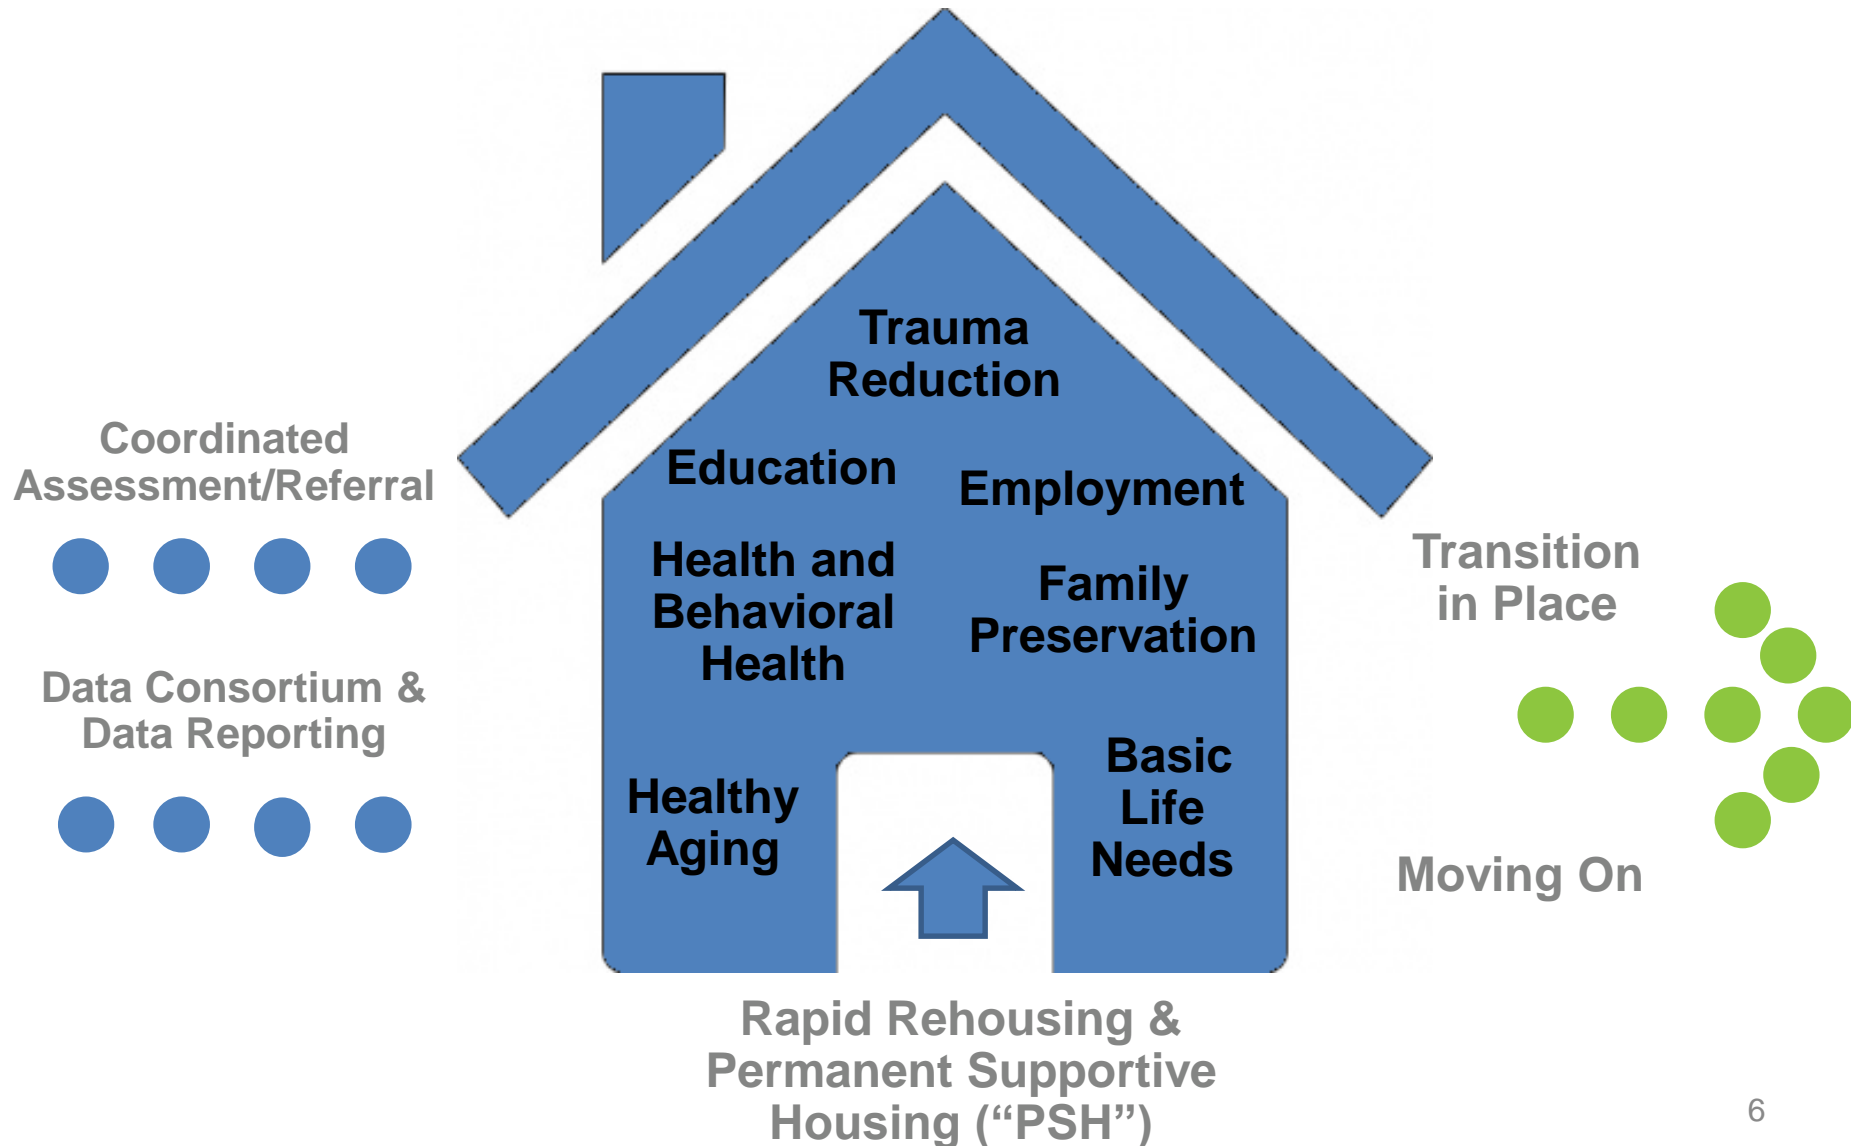 Trauma
Reduction
Coordinated
Assessment/Referral
Education
Employment
Health and
Behavioral
Health
Family
Preservation
Transition
in Place
Data Consortium &
Data Reporting
Healthy
Aging
Basic
Life
Needs
Moving On
Rapid Rehousing &
Permanent Supportive
Housing (“PSH”)
6